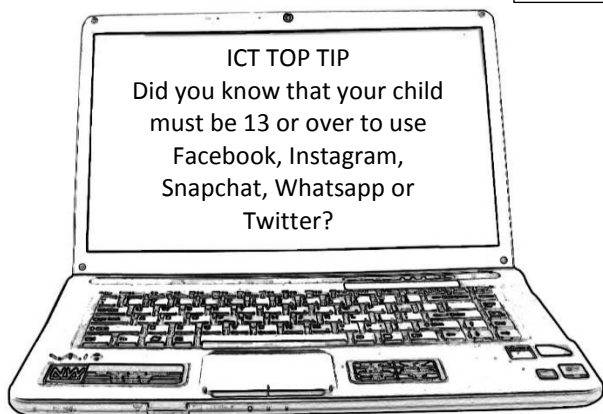 ICT TOP TIP
Did you know that your child
must be 13 or over to use
Facebook, Instagram,
Snapchat, Whatsapp or
Twitter?